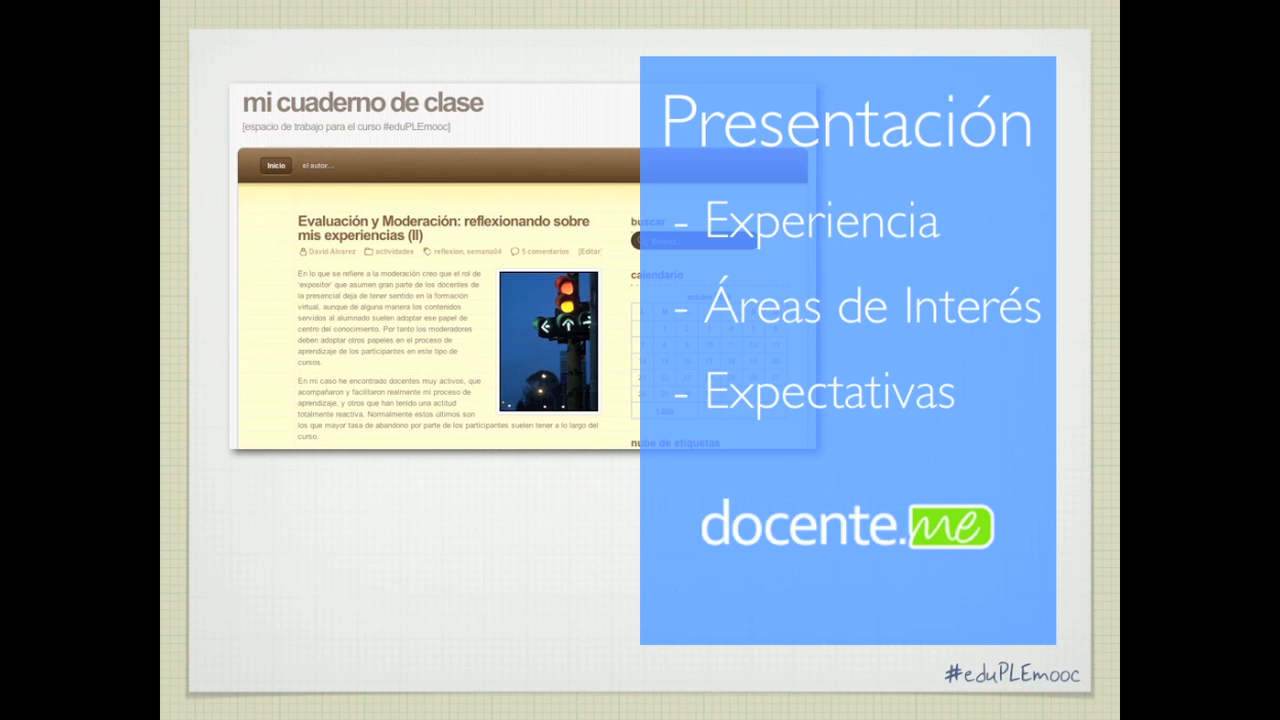 mi cuaderno de clase
[espacio de trabajo para el curso #eduPLEmooc]
Inicio
el autor...
Evaluación y Moderación: reflexionando sobre
mis experiencias (II)
David Álvarez actividades reflexion, semana04 5 comentarios [Editar]
En lo que se refiere a la moderación creo que el rol de
'expositor' que asumen gran parte de los docentes de
la presencial deja de tener sentido en la formación
virtual, aunque de alguna manera los contenidos
servidos al alumnado suelen adoptar ese papel de
centro del conocimiento. Por tanto los moderadores
deben adoptar otros papeles en el proceso de
aprendizaje de los participantes en este tipo de
cursos.
En mi caso he encontrado docentes muy activos, que
acompañaron y facilitaron realmente mi proceso de
aprendizaje, y otros que han tenido una actitud
totalmente reactiva. Normalmente estos últimos son
los que mayor tasa de abandono por parte de los participantes suelen tener a lo largo del
curso.
buscar
Buscar...
calendario
nube de etiquetas
Presentación
- Experiencia
- Áreas de Interés
- Expectativas
docente.me
#eduPLEmooc